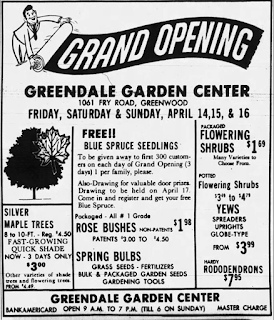 GRAND OPENING
GREENDALE GARDEN CENTER
1061 FRY ROAD, GREENWOOD
FRIDAY, SATURDAY & SUNDAY, APRIL 14,15, & 16
FREE!!
BLUE SPRUCE SEEDLINGS
To be given away to first 300 custom-
ers on each day of Grand Opening (3
days) 1 per family, please.
Also-Drawing for valuable door prizes.
Drawing to be held on April 17.
Come in and register and get your free
Blue Spruce.
Packaged - All # 1 Grade
ROSE BUSHES NON-PATENTS $1.98
PATENTS $3.00 TO $4.50
SPRING BULBS
GRASS SEEDS - FERTILIZERS
BULK & PACKAGED GARDEN SEEDS
GARDENING TOOLS
SILVER
MAPLE TREES
8 to 10-FT. - Reg. $4.50
FAST-GROWING
QUICK SHADE
NOW - 3 DAYS ONLY
$3.00
Other varieties of shade
trees and flowering trees.
FROM $4.49.
PACKAGED
FLOWERING
SHRUBS $1.69
Many Varieties to
Choose From.
POTTED
Flowering Shrubs
YEWS
SPREADERS
UPRIGHTS
GLOBE-TYPE
FROM $3.99
HARDY
RODODENDRONS
$7.95
GREENDALE GARDEN CENTER
BANKAMERICARD OPEN 9 A.M. TO 7 P.M. (TILL 6 ON SUNDAY) MASTER CHARGE